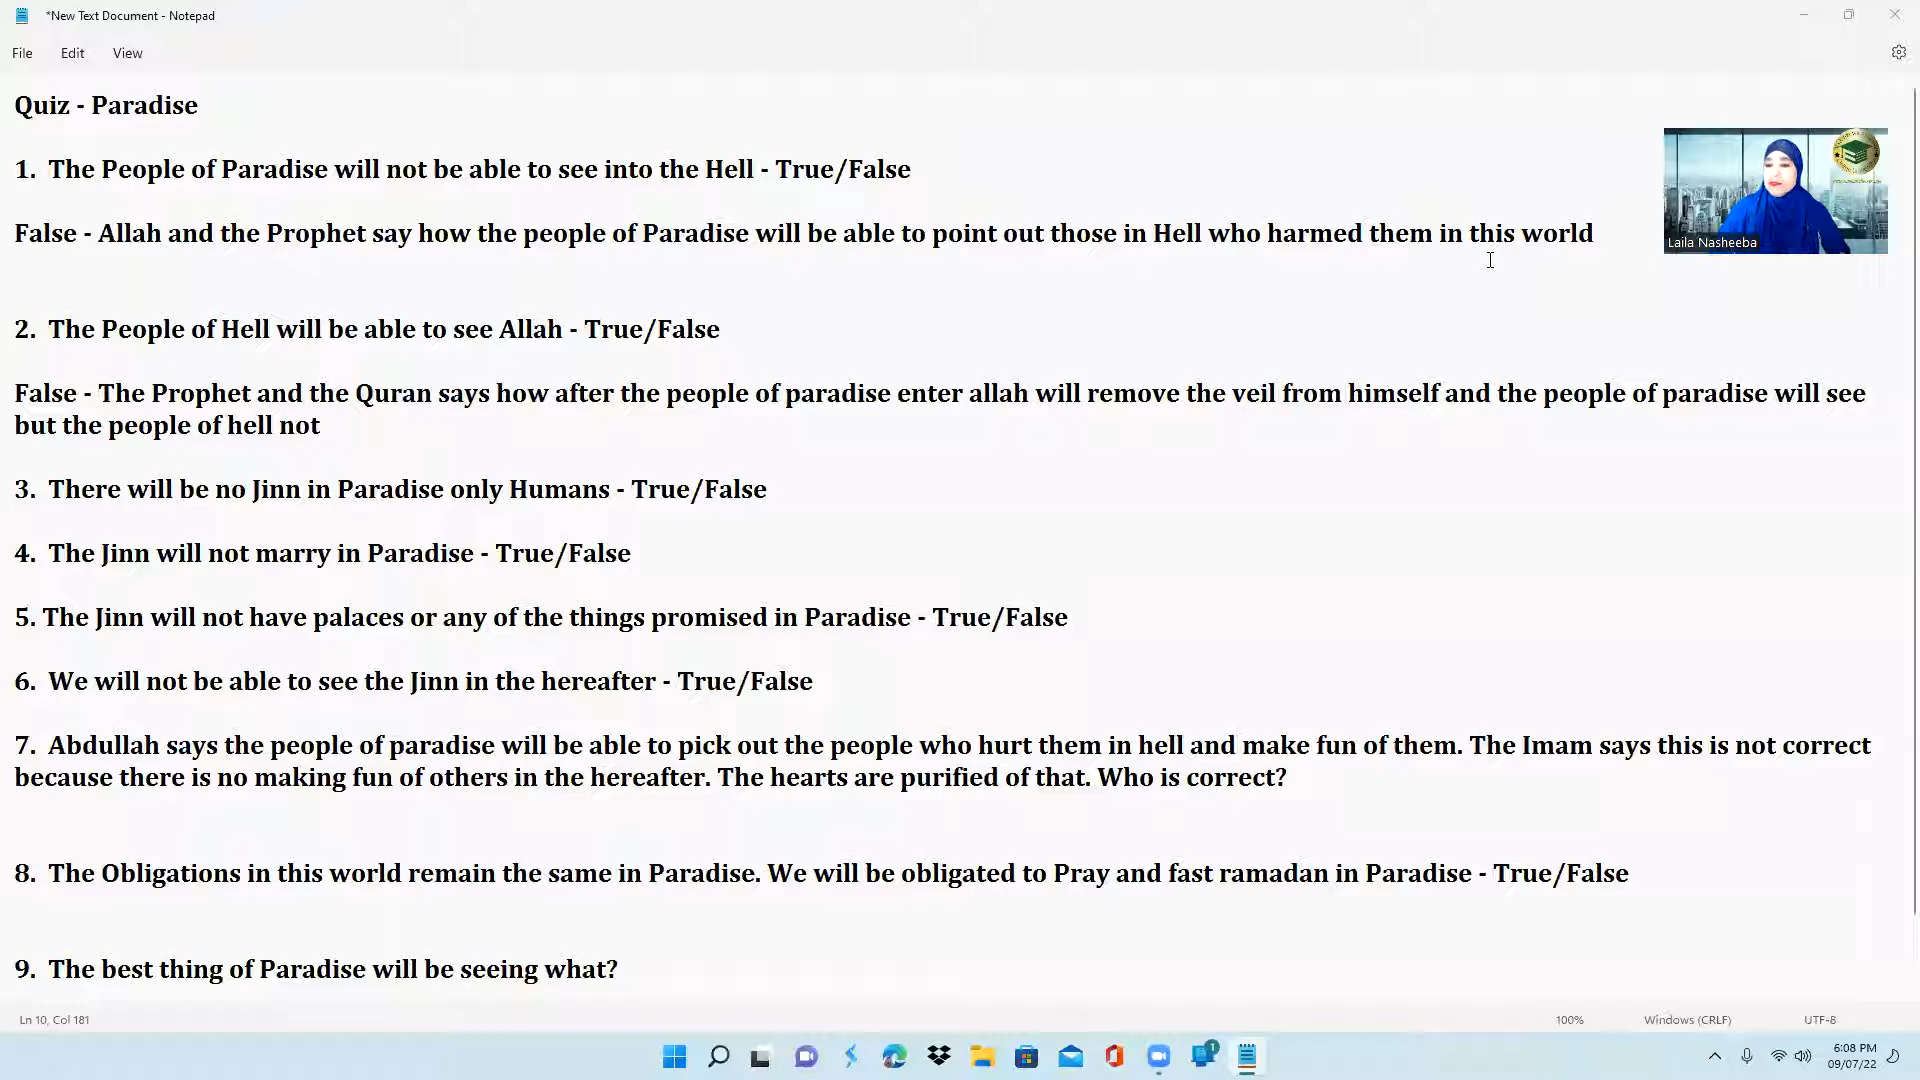 *New Text Document - Notepad
File Edit View
Quiz - Paradise
1.  The People of Paradise will not be able to see into the Hell - True/False
False - Allah and the Prophet say how the people of Paradise will be able to point out those in Hell who harmed them in this world
Laila Nasheeba
2.  The People of Hell will be able to see Allah - True/False
False - The Prophet and the Quran says how after the people of paradise enter allah will remove the veil from himself and the people of paradise will see
but the people of hell not
3.  There will be no Jinn in Paradise only Humans - True/False
4.  The Jinn will not marry in Paradise - True/False
5. The Jinn will not have palaces or any of the things promised in Paradise - True/False
6.  We will not be able to see the Jinn in the hereafter - True/False
7.  Abdullah says the people of paradise will be able to pick out the people who hurt them in hell and make fun of them. The Imam says this is not correct
because there is no making fun of others in the hereafter. The hearts are purified of that. Who is correct?
8.  The Obligations in this world remain the same in Paradise. We will be obligated to Pray and fast ramadan in Paradise - True/False
9.  The best thing of Paradise will be seeing what?
Ln 10, Col 181 100% Windows (CRLF) UTF-8
1
6:08 PM
09/07/22